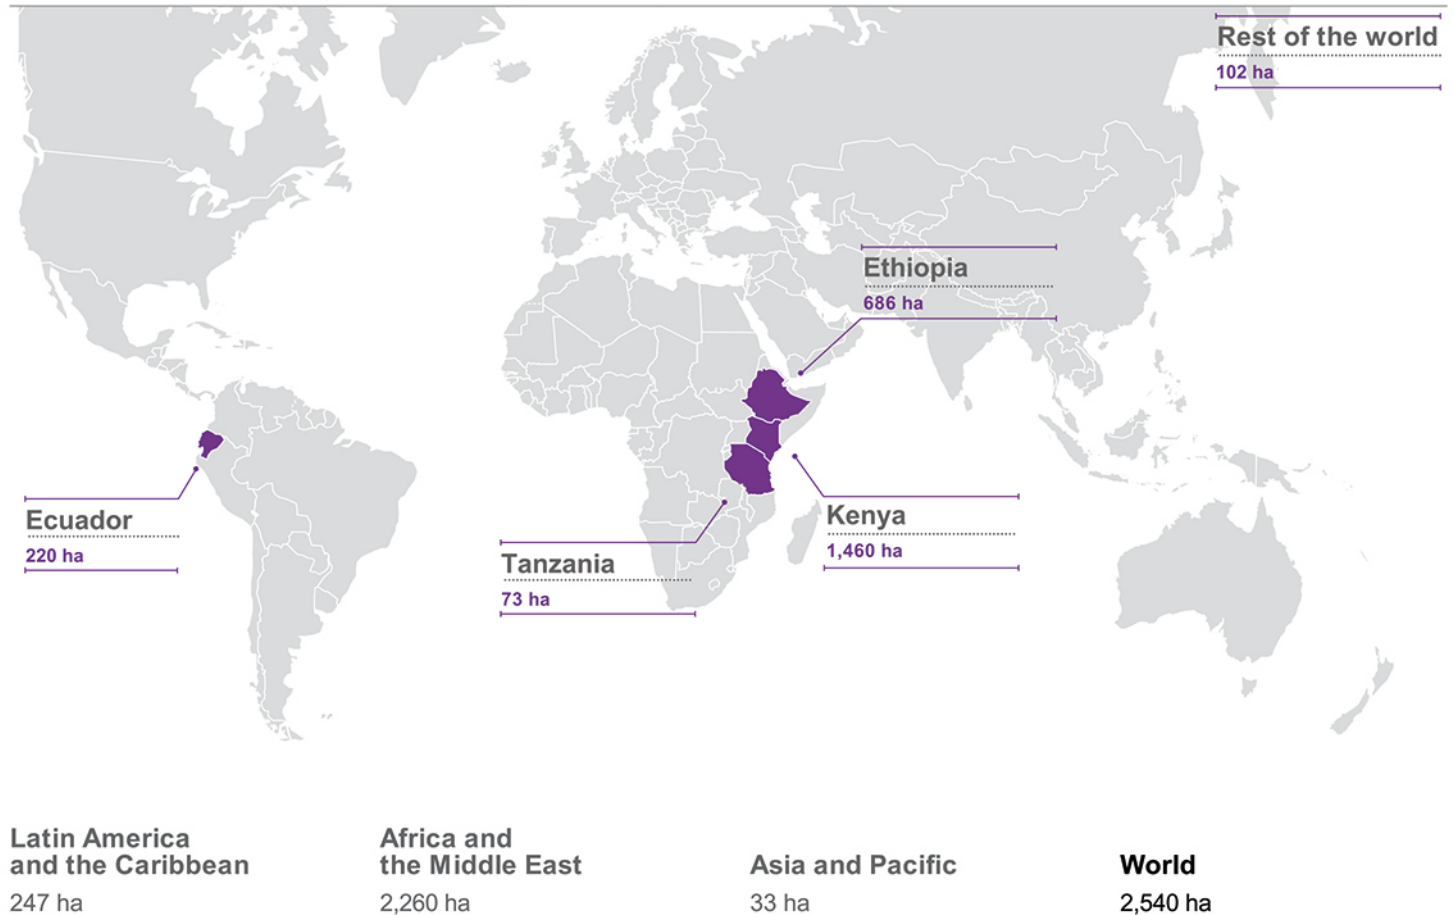 Rest of the world
102 ha
Ethiopia
686 ha
Ecuador
220 ha
Kenya
1,460 ha
Tanzania
73 ha
Latin America
and the Caribbean
247 ha
Africa and
the Middle East
2,260 ha
Asia and Pacific
33 ha
World
2,540 ha